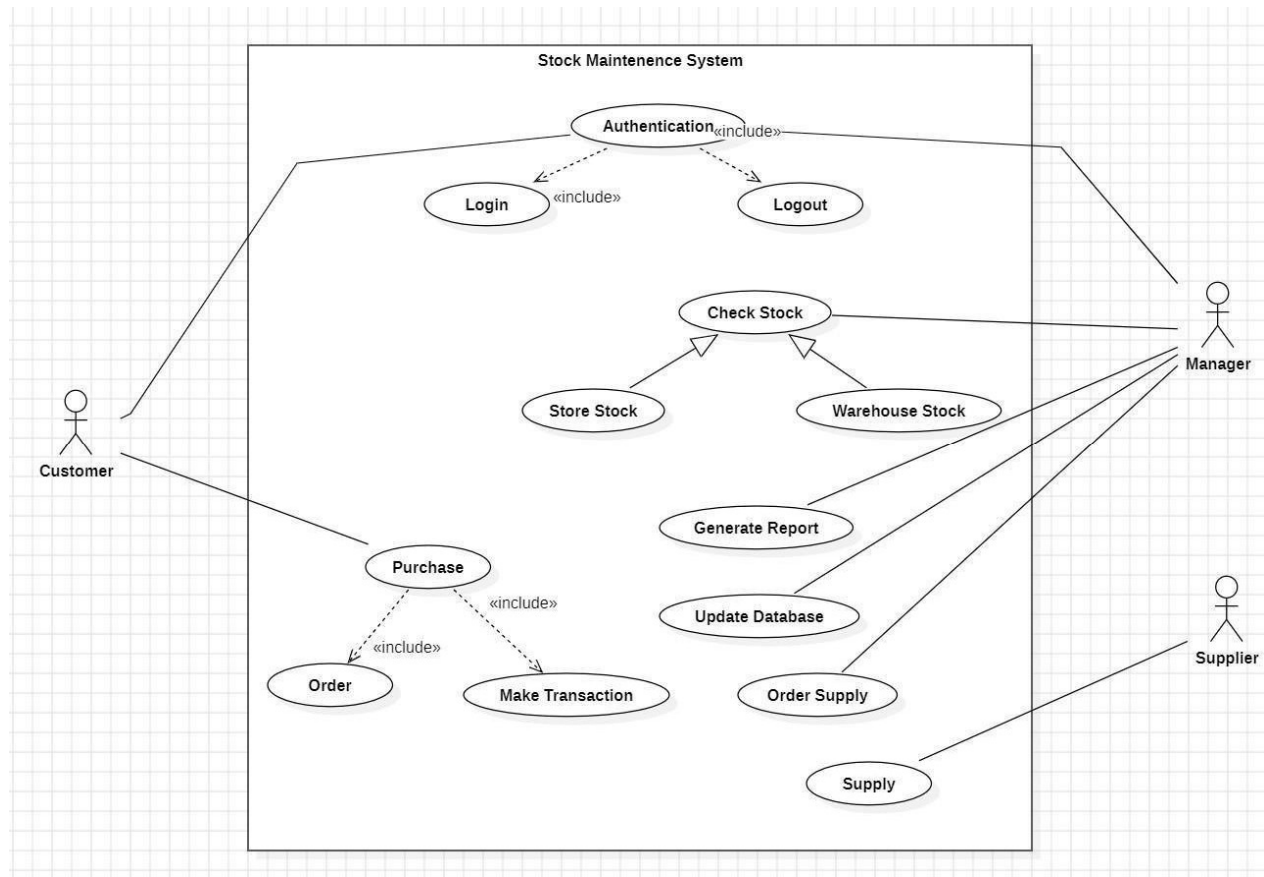 Stock Maintenence System
Authentication
«include»
Login
«include»
Logout
Check Stock
Manager
Store Stock
Warehouse Stock
Customer
Generate Report
Purchase
«include»
Update Database
«include»
Supplier
Order
Make Transaction
Order Supply
Supply